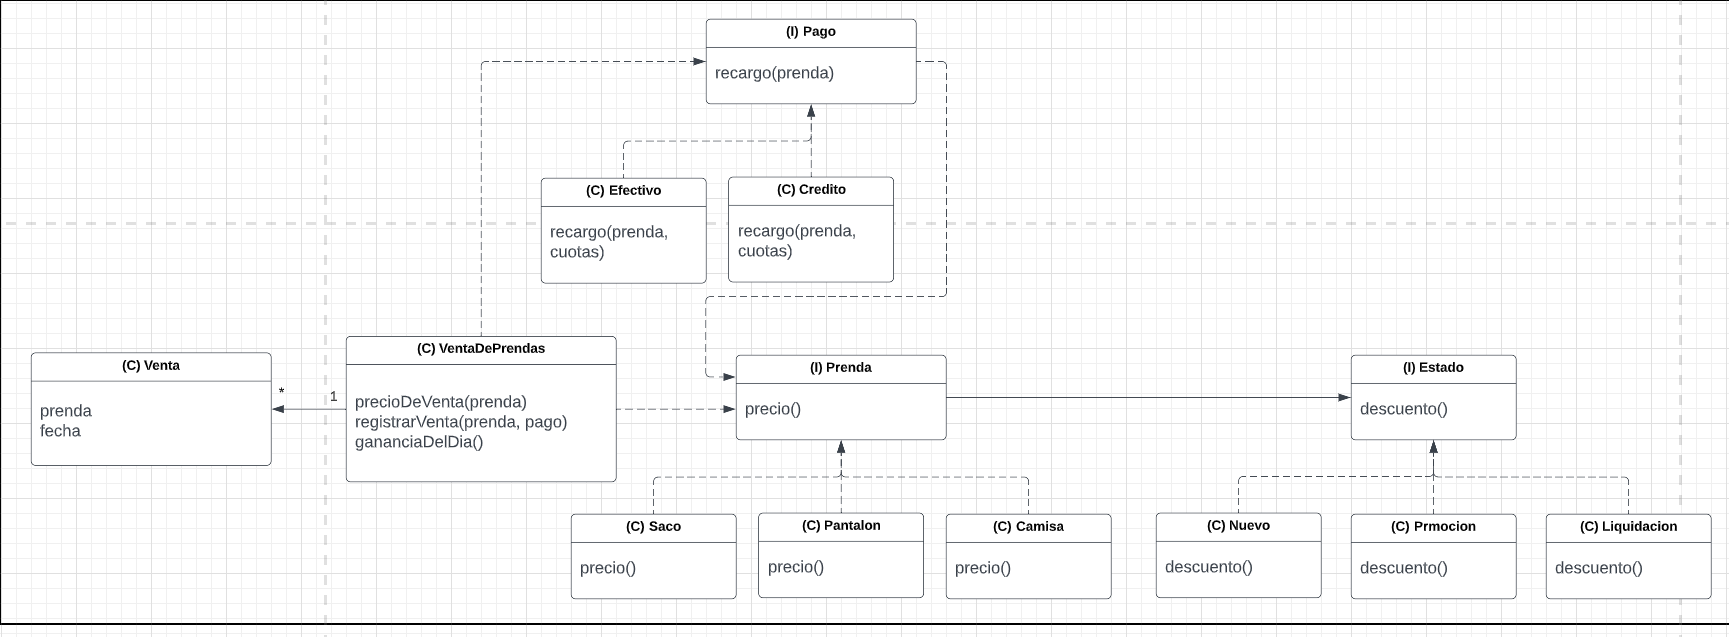 (I) Pago
recargo(prenda)
(C) Efectivo
recargo(prenda,
cuotas)
(C) Credito
recargo(prenda,
cuotas)
(C) Venta
prenda
fecha
*
1
(C) VentaDePrendas
precioDeVenta(prenda)
registrarVenta(prenda, pago)
gananciaDelDia()
(I) Prenda
precio()
(I) Estado
descuento()
(C) Saco
precio()
(C) Pantalon
precio()
(C) Camisa
precio()
(C) Nuevo
descuento()
(C) Prmocion
descuento()
(C) Liquidacion
descuento()